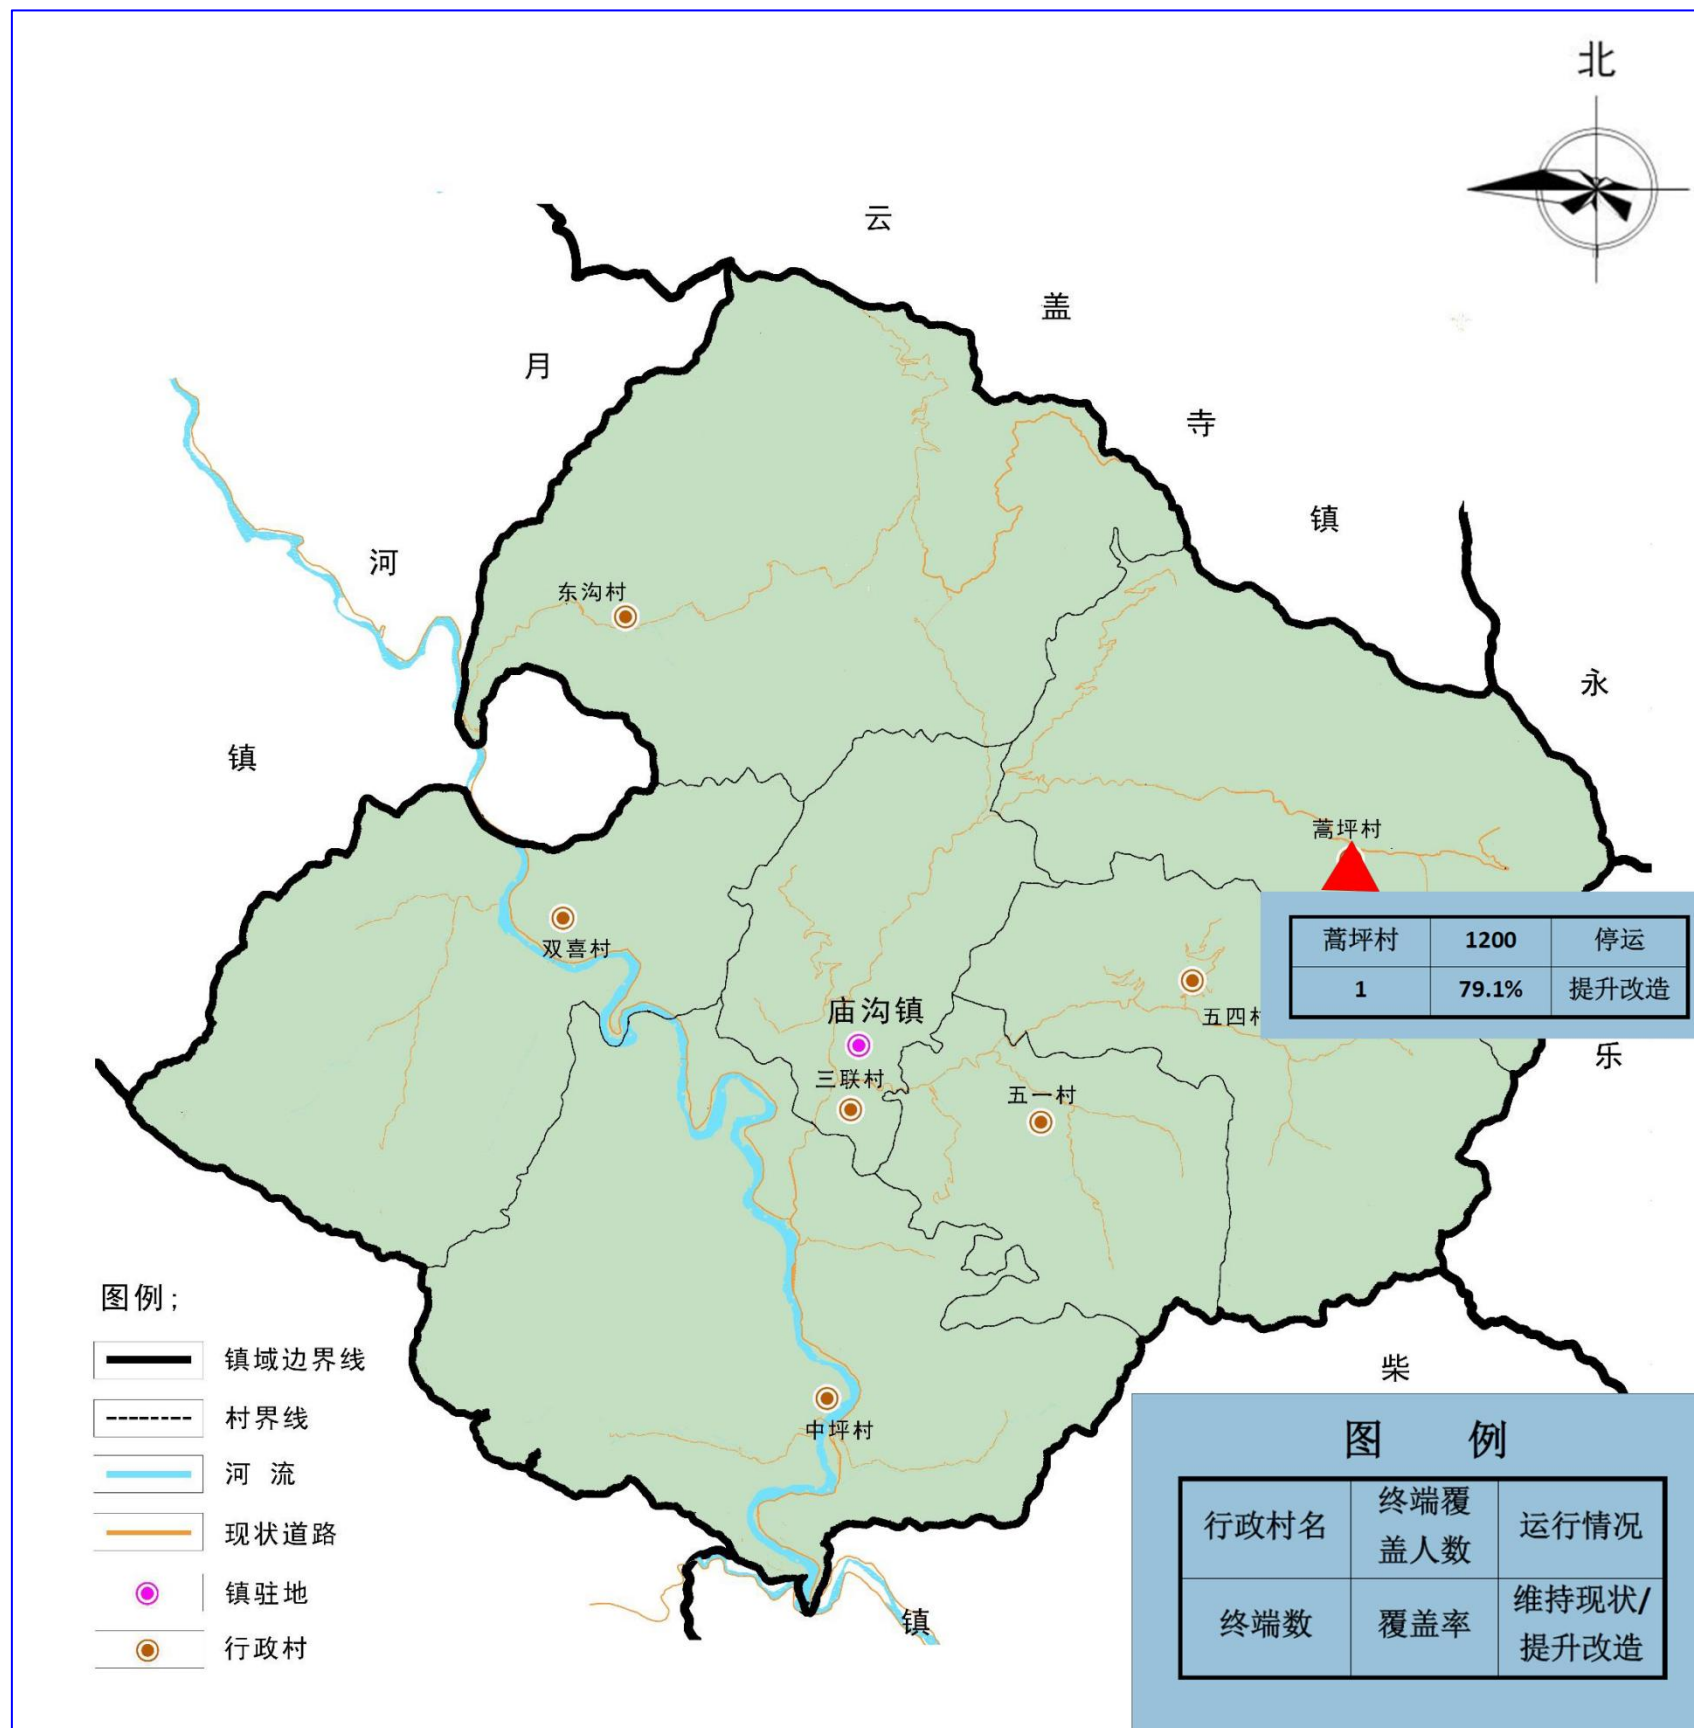 北
云
盖
寺
镇
月
河
镇
永
乐
东沟村
蒿坪村
蒿坪村 1200 停运
1 79.1% 提升改造
双喜村
五四村
庙沟镇
三联村
五一村
中坪村
柴
镇
图例;
镇域边界线
村界线
河 流
现状道路
镇驻地
行政村
图 例
行政村名
终端覆
盖人数
运行情况
终端数
覆盖率
维持现状/
提升改造